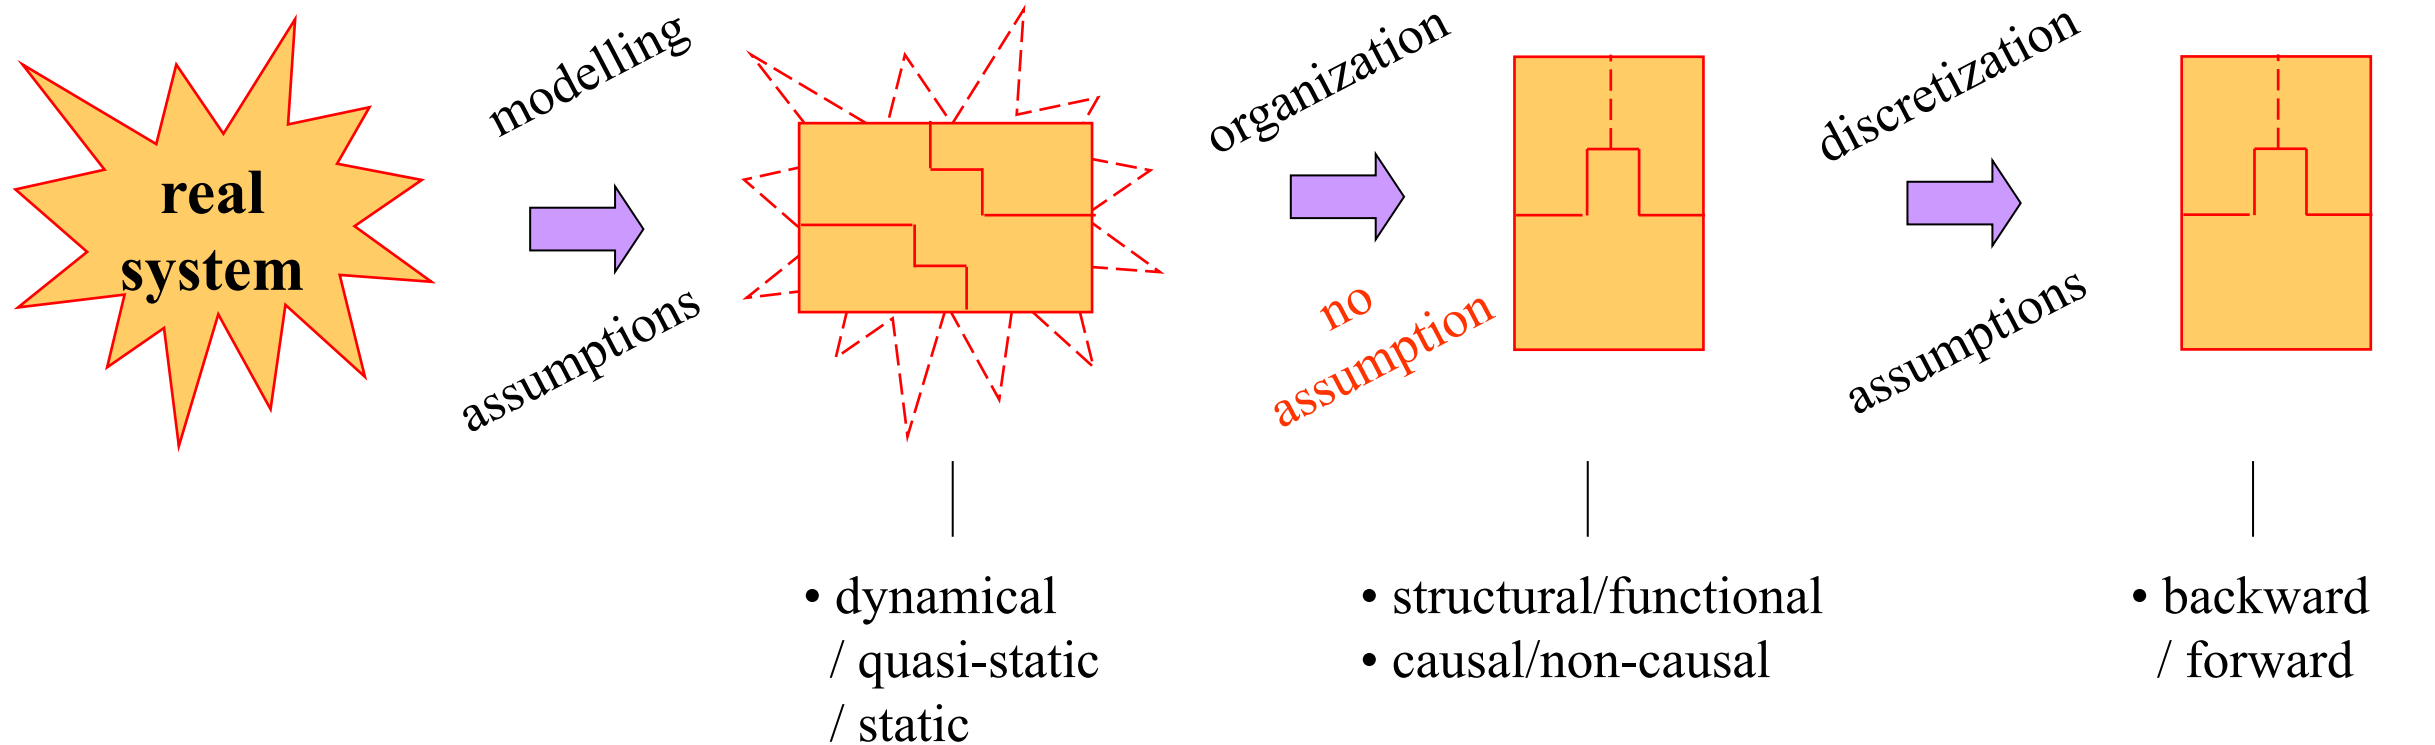 real
system
modelling
assumptions
organization
no
assumption
discretization
assumptions
• dynamical
/ quasi-static
/ static
• structural/functional
• causal/non-causal
• backward
/ forward